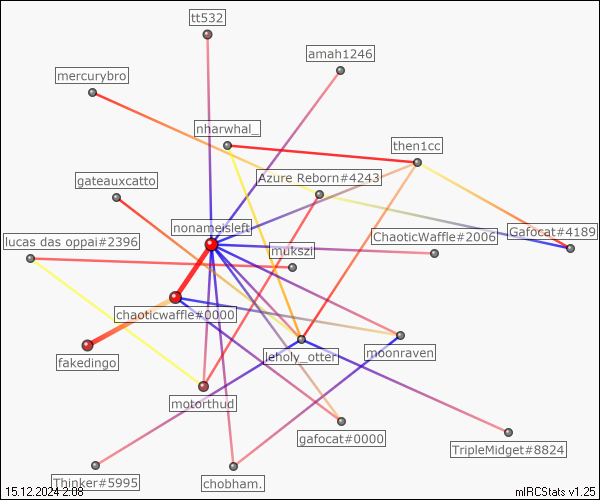 tt532
amah1246
mercurybro
nharwhal_
then1cc
Azure Reborn#4243
gateauxcatto
nonameisleft
ChaoticWaffle#2006
Gafocat#4189
lucas das oppai#2396
mukszl
chaoticwaffle#0000
fakedingo
leholy_otter
moonraven
motorthud
gafocat#0000
TripleMidget#8824
Thinker#5995
chobham.
15.12.2024 2:08
mIRCStats v1.25